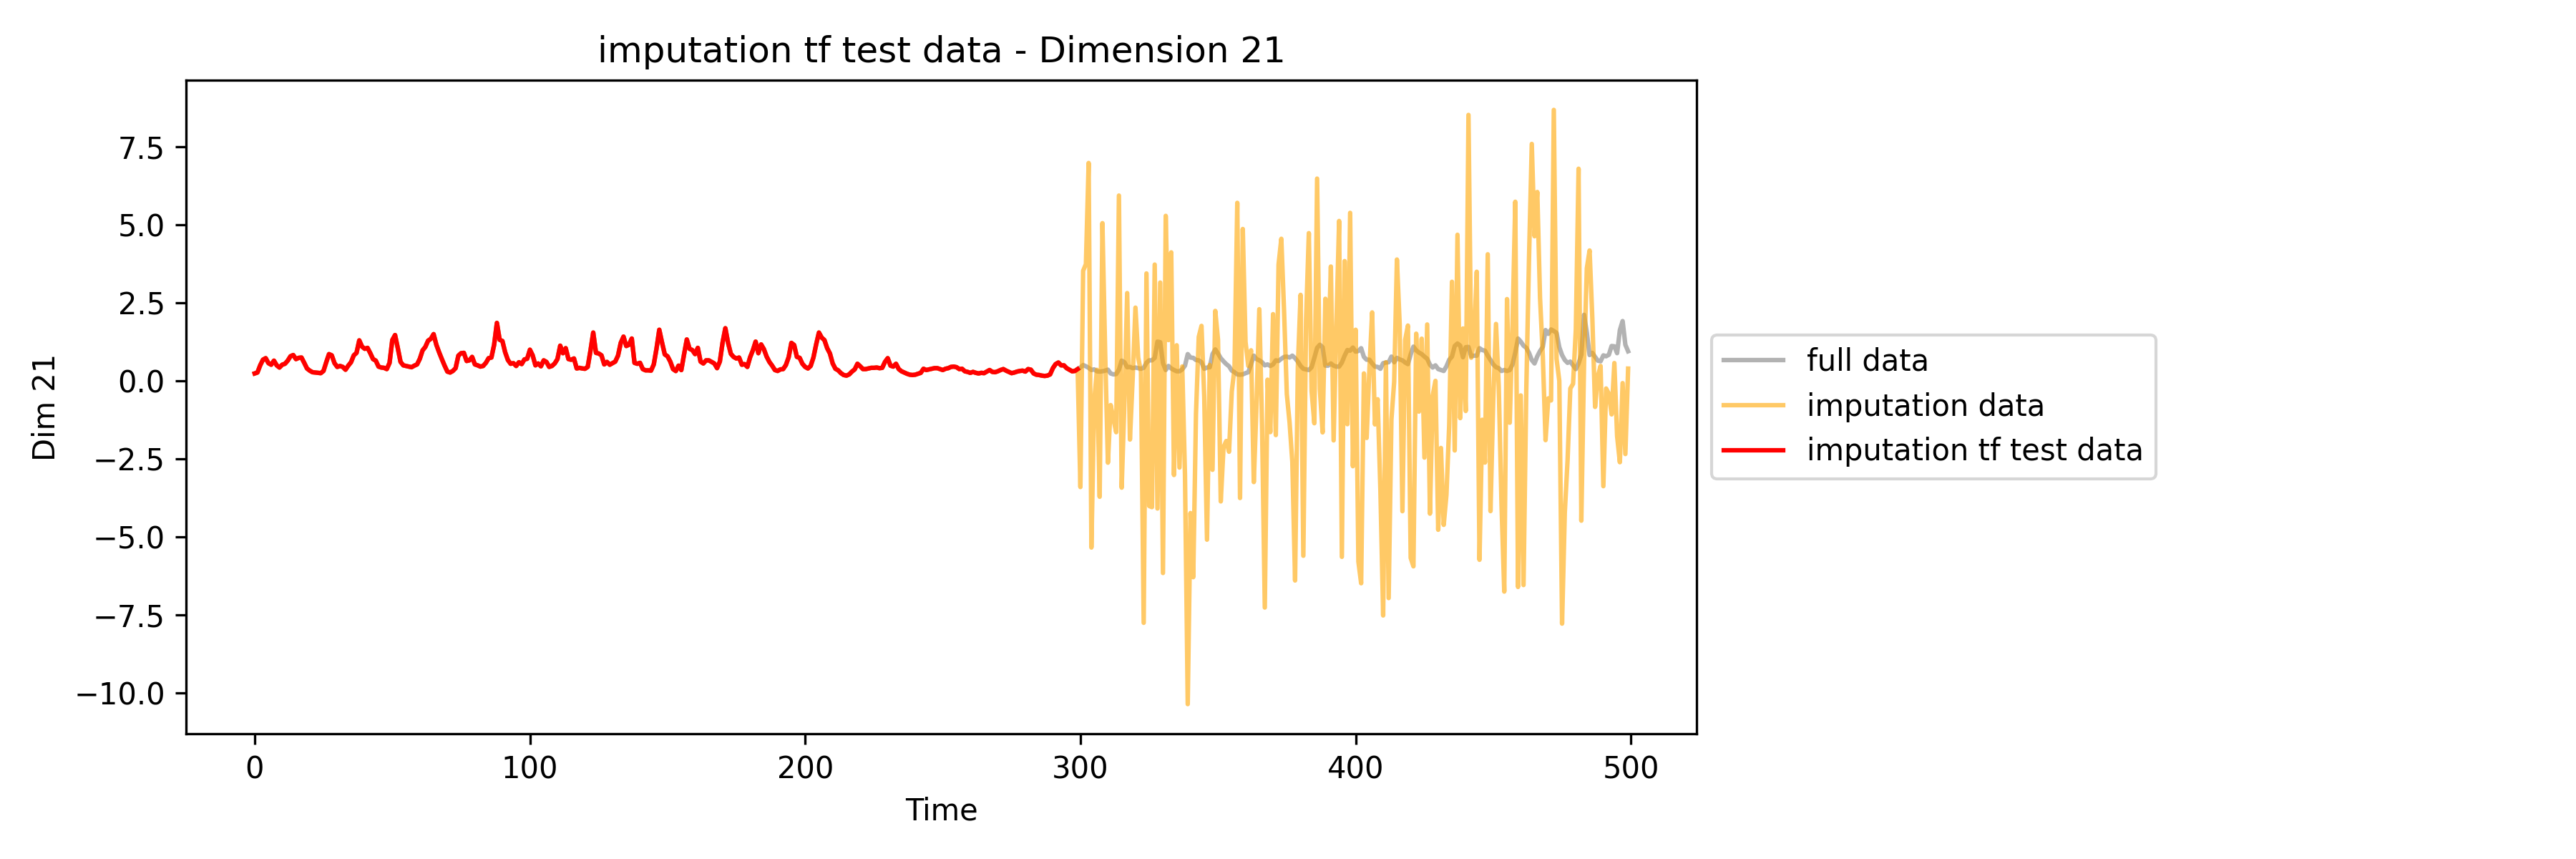 imputation tf test data - Dimension 21
7.5
5.0
2.5
0.0
−2.5
−5.0
−7.5
−10.0
Dim 21
0 100 200 300 400 500
Time
full data
imputation data
imputation tf test data